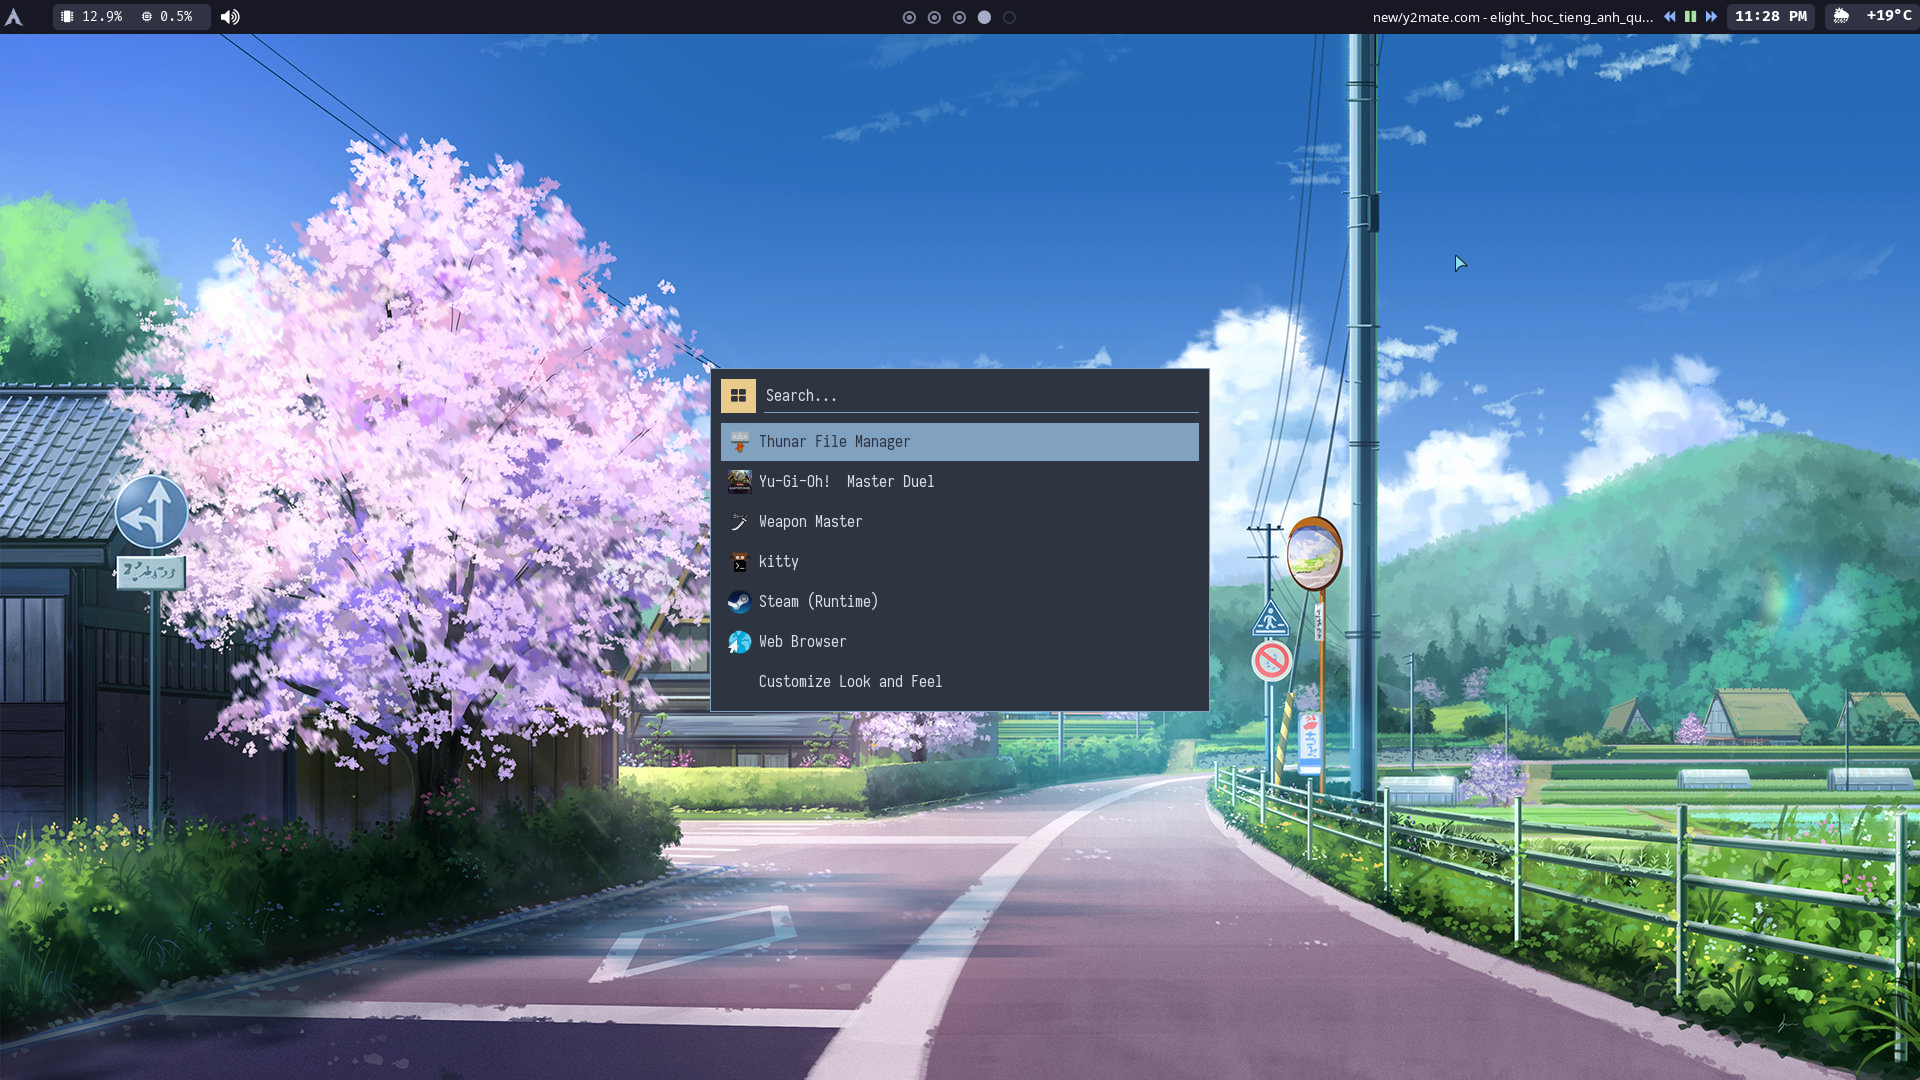 12.9% 0.5%
new/y2mate.com - elight_hoc_tieng_anh_qu...
11:28 PM
+19°C
Search...
Thunar File Manager
Yu-Gi-Oh!  Master Duel
Weapon Master
kitty
Steam (Runtime)
Web Browser
Customize Look and Feel